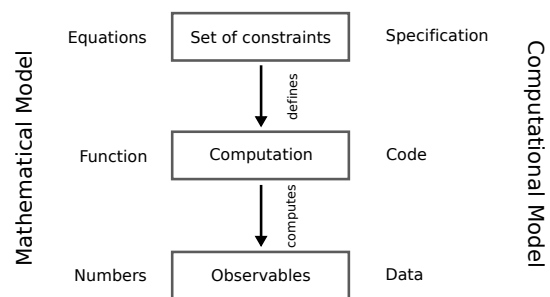 Equations
Set of constraints
Specification
defines
Function
Computation
Code
computes
Numbers
Observables
Data
Mathematical Model
Computational Model